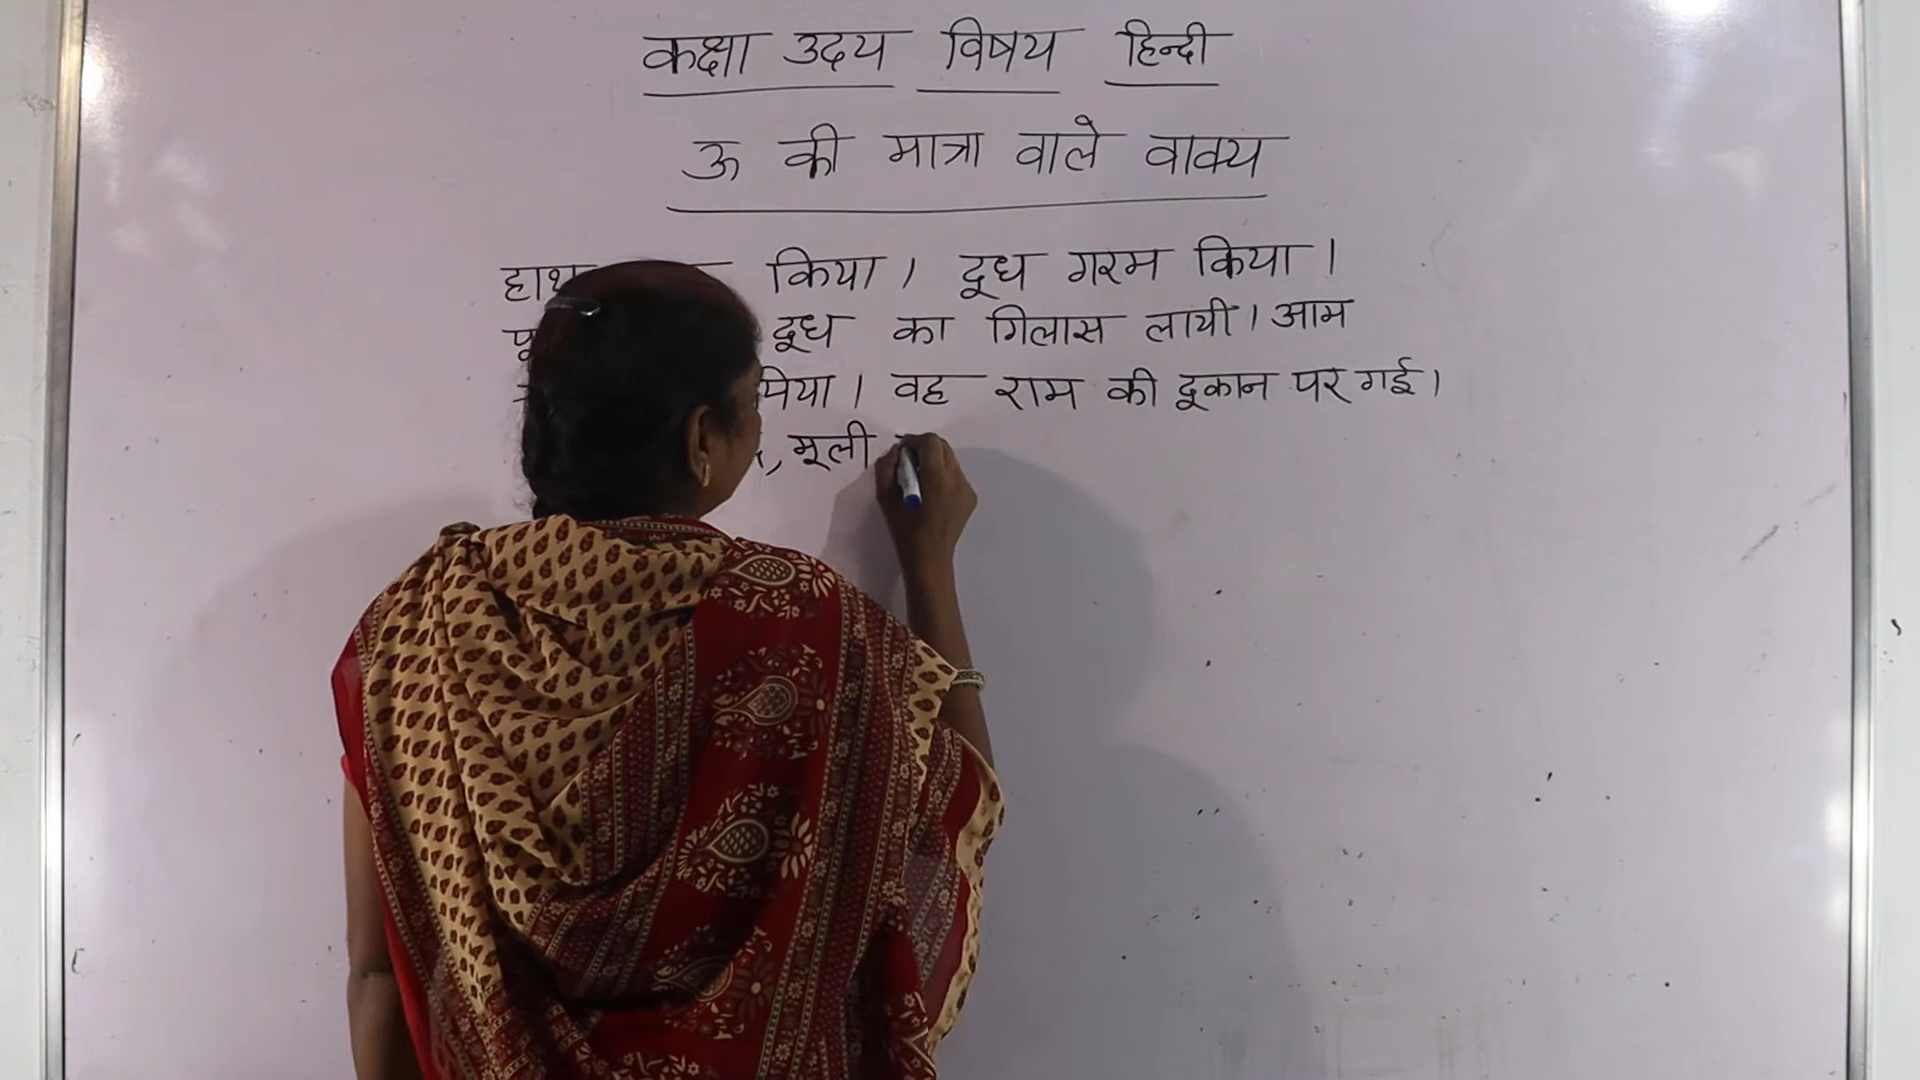 कक्षा उदय विषय हिन्दी
ऊ की मात्रा वाले वाक्य
हाथ किया। दूध गरम किया।
दूध का गिलास लायी। आम
पिया। वह राम की दूकान पर गई।
, मूली